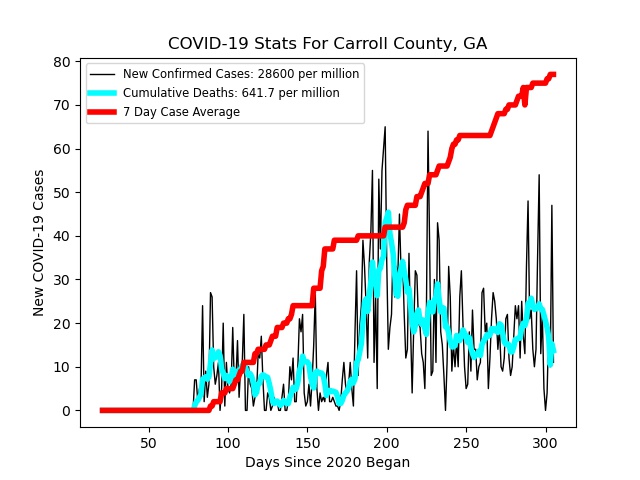 COVID-19 Stats For Carroll County, GA
New Confirmed Cases: 28600 per million
Cumulative Deaths: 641.7 per million
7 Day Case Average
80
70
60
50
40
30
20
10
0
New COVID-19 Cases
50 100 150 200 250 300
Days Since 2020 Began